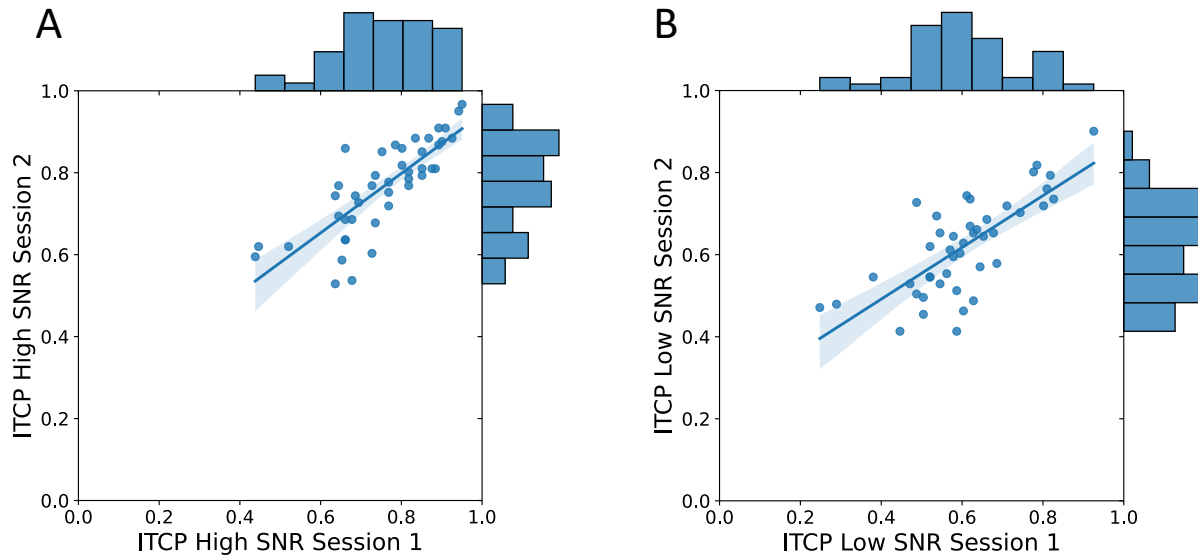 A
B
1.0
0.8
0.6
0.4
0.2
0.0
ITCP High SNR Session 2
0.0 0.2 0.4 0.6 0.8 1.0
ITCP High SNR Session 1
1.0
0.8
0.6
0.4
0.2
0.0
ITCP Low SNR Session 2
0.0 0.2 0.4 0.6 0.8 1.0
ITCP Low SNR Session 1